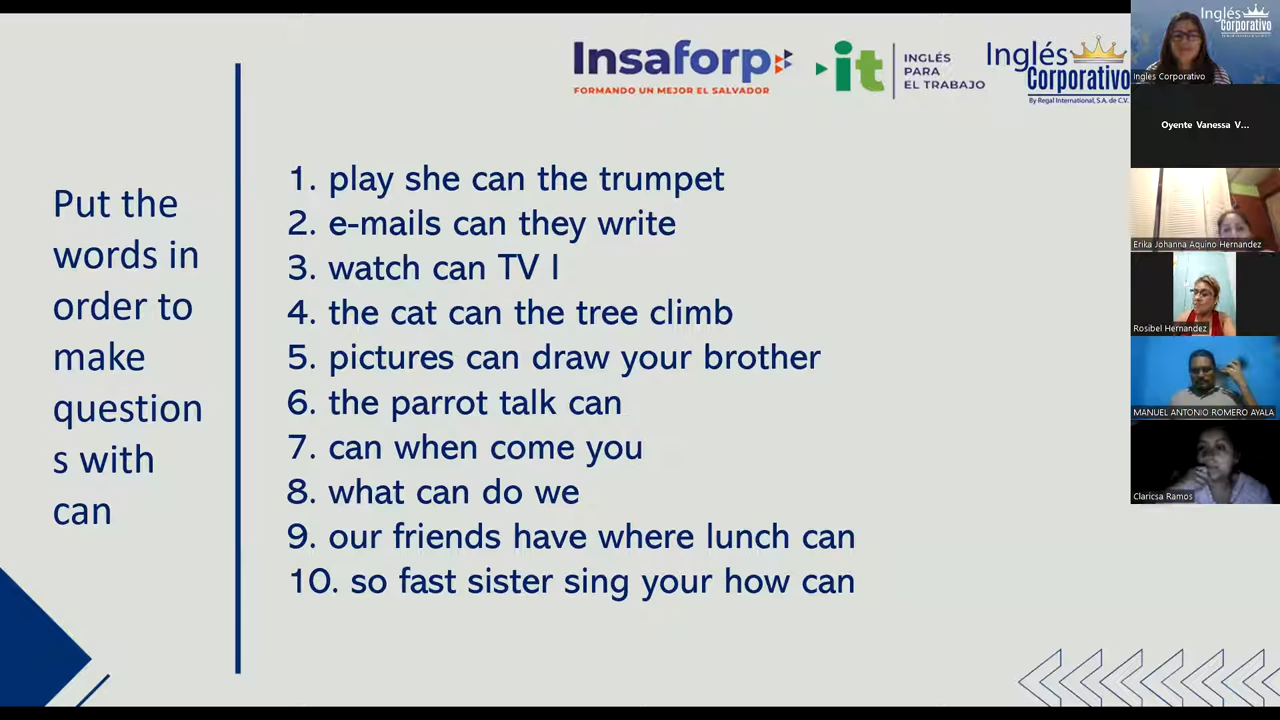 Insaforp
FORMANDO UN MEJOR EL SALVADOR
it
INGLÉS
PARA
EL TRABAJO
Inglés
Corporativo
By Regal International, S.A. de C.V.
Put the
words in
order to
make
question
s with
can
1. play she can the trumpet
2. e-mails can they write
3. watch can TV I
4. the cat can the tree climb
5. pictures can draw your brother
6. the parrot talk can
7. can when come you
8. what can do we
9. our friends have where lunch can
10. so fast sister sing your how can
Inglés
Corporativo
Ingles Corporativo
Oyente Vanessa V...
Erika Johanna Aquino Hernandez
Rosibel Hernandez
MANUEL ANTONIO ROMERO AYALA
Claricsa Ramos